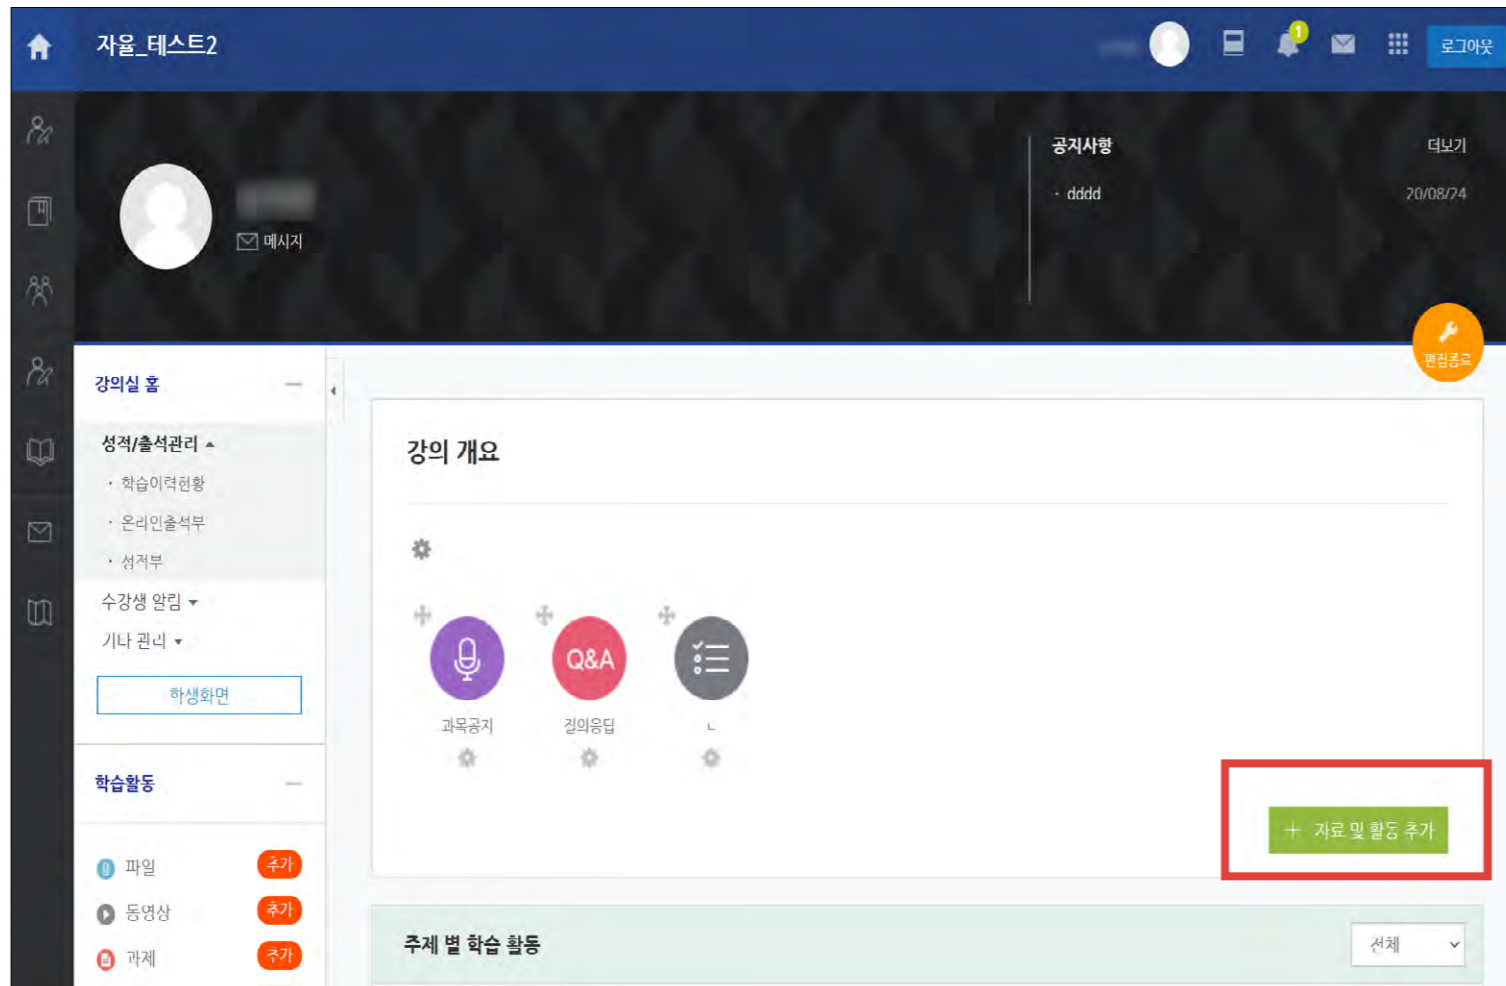 자율_테스트2
1
로그아웃
공지사항
더보기
· dddd
20/08/24
메시지
편집종료
강의실 홈
성적/출석관리
· 학습이력현황
· 온라인출석부
· 성적부
수강생 알림
기타 관리
학생화면
학습활동
파일
추가
동영상
추가
과제
추가
강의 개요
Q&A
과목공지
질의응답
ㄴ
+ 자료 및 활동 추가
주제 별 학습 활동
전체